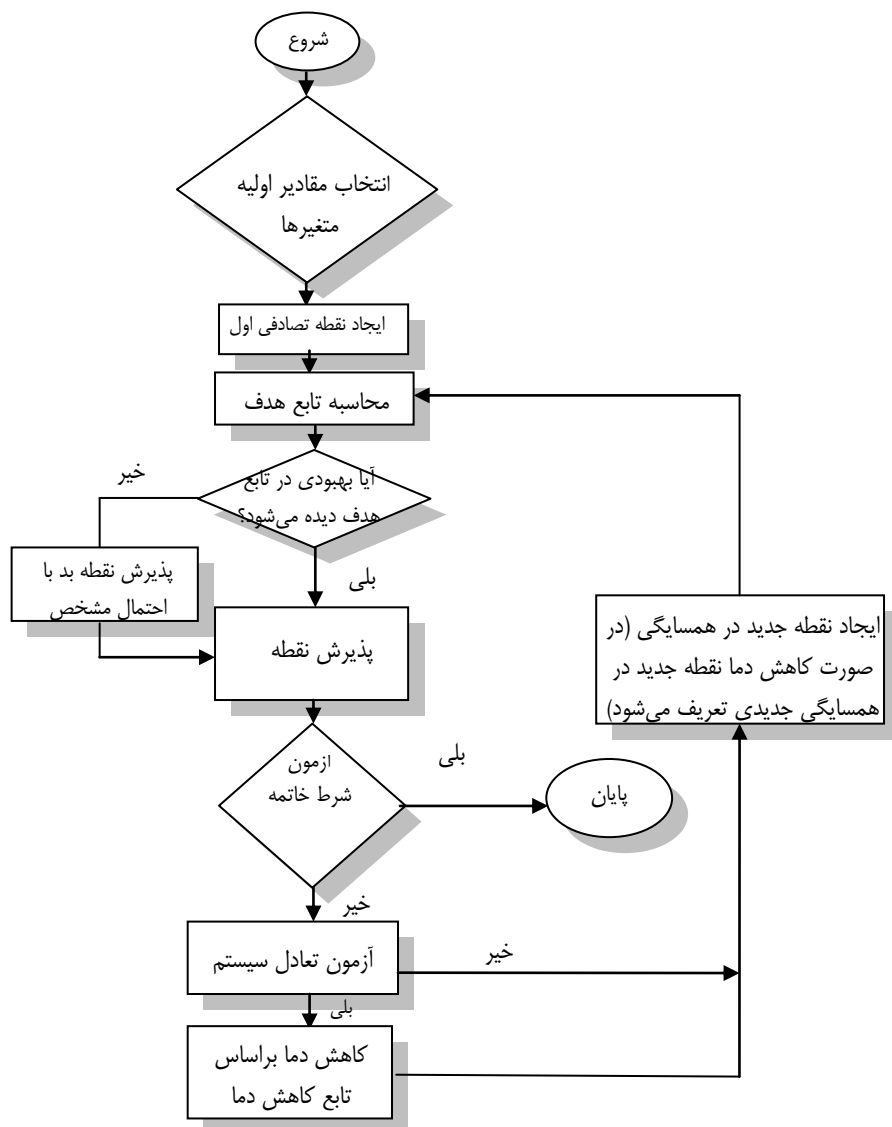 شروع
انتخاب مقادیر اولیه
متغیرها
ایجاد نقطه تصادفی اول
محاسبه تابع هدف
آیا بهبودی در تابع
هدف دیده می‌شود؟
خیر
پذیرش نقطه بد با
احتمال مشخص
بلی
پذیرش نقطه
ازمون
شرط خاتمه
بلی
پایان
خیر
آزمون تعادل سیستم
خیر
بلی
کاهش دما براساس
تابع کاهش دما
ایجاد نقطه جدید در همسایگی (در
صورت کاهش دما نقطه جدید در
همسایگی جدیدی تعریف می‌شود)